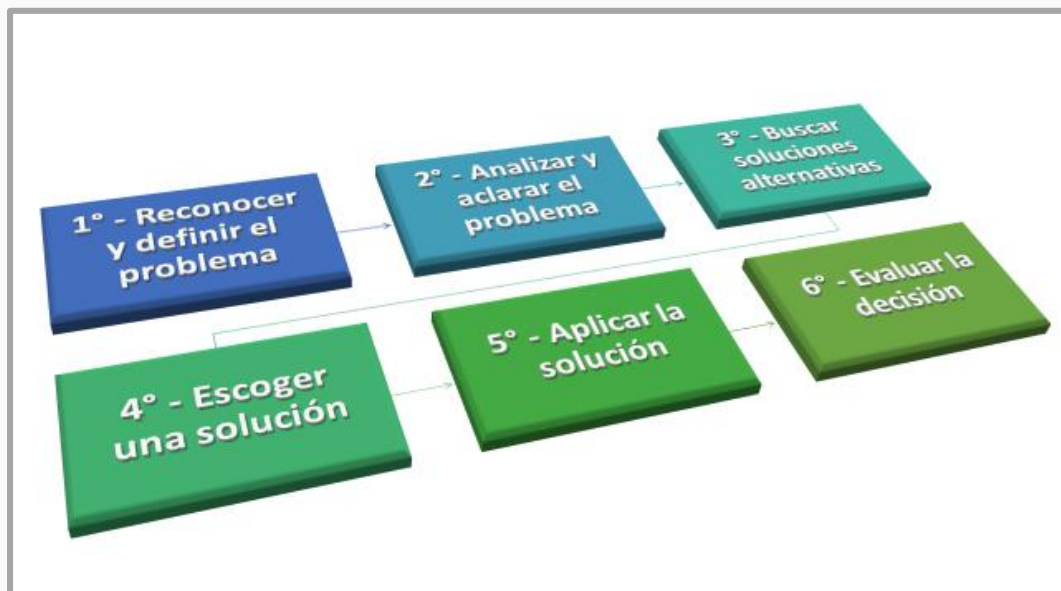 1° - Reconocer
y definir el
problema
2° - Analizar y
aclarar el
problema
3° - Buscar
soluciones
alternativas
4° - Escoger
una solución
5° - Aplicar la
solución
6° - Evaluar la
decisión